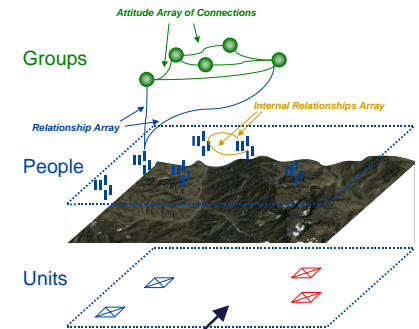 Attitude Array of Connections
Groups
Internal Relationships Array
Relationship Array
People
Units